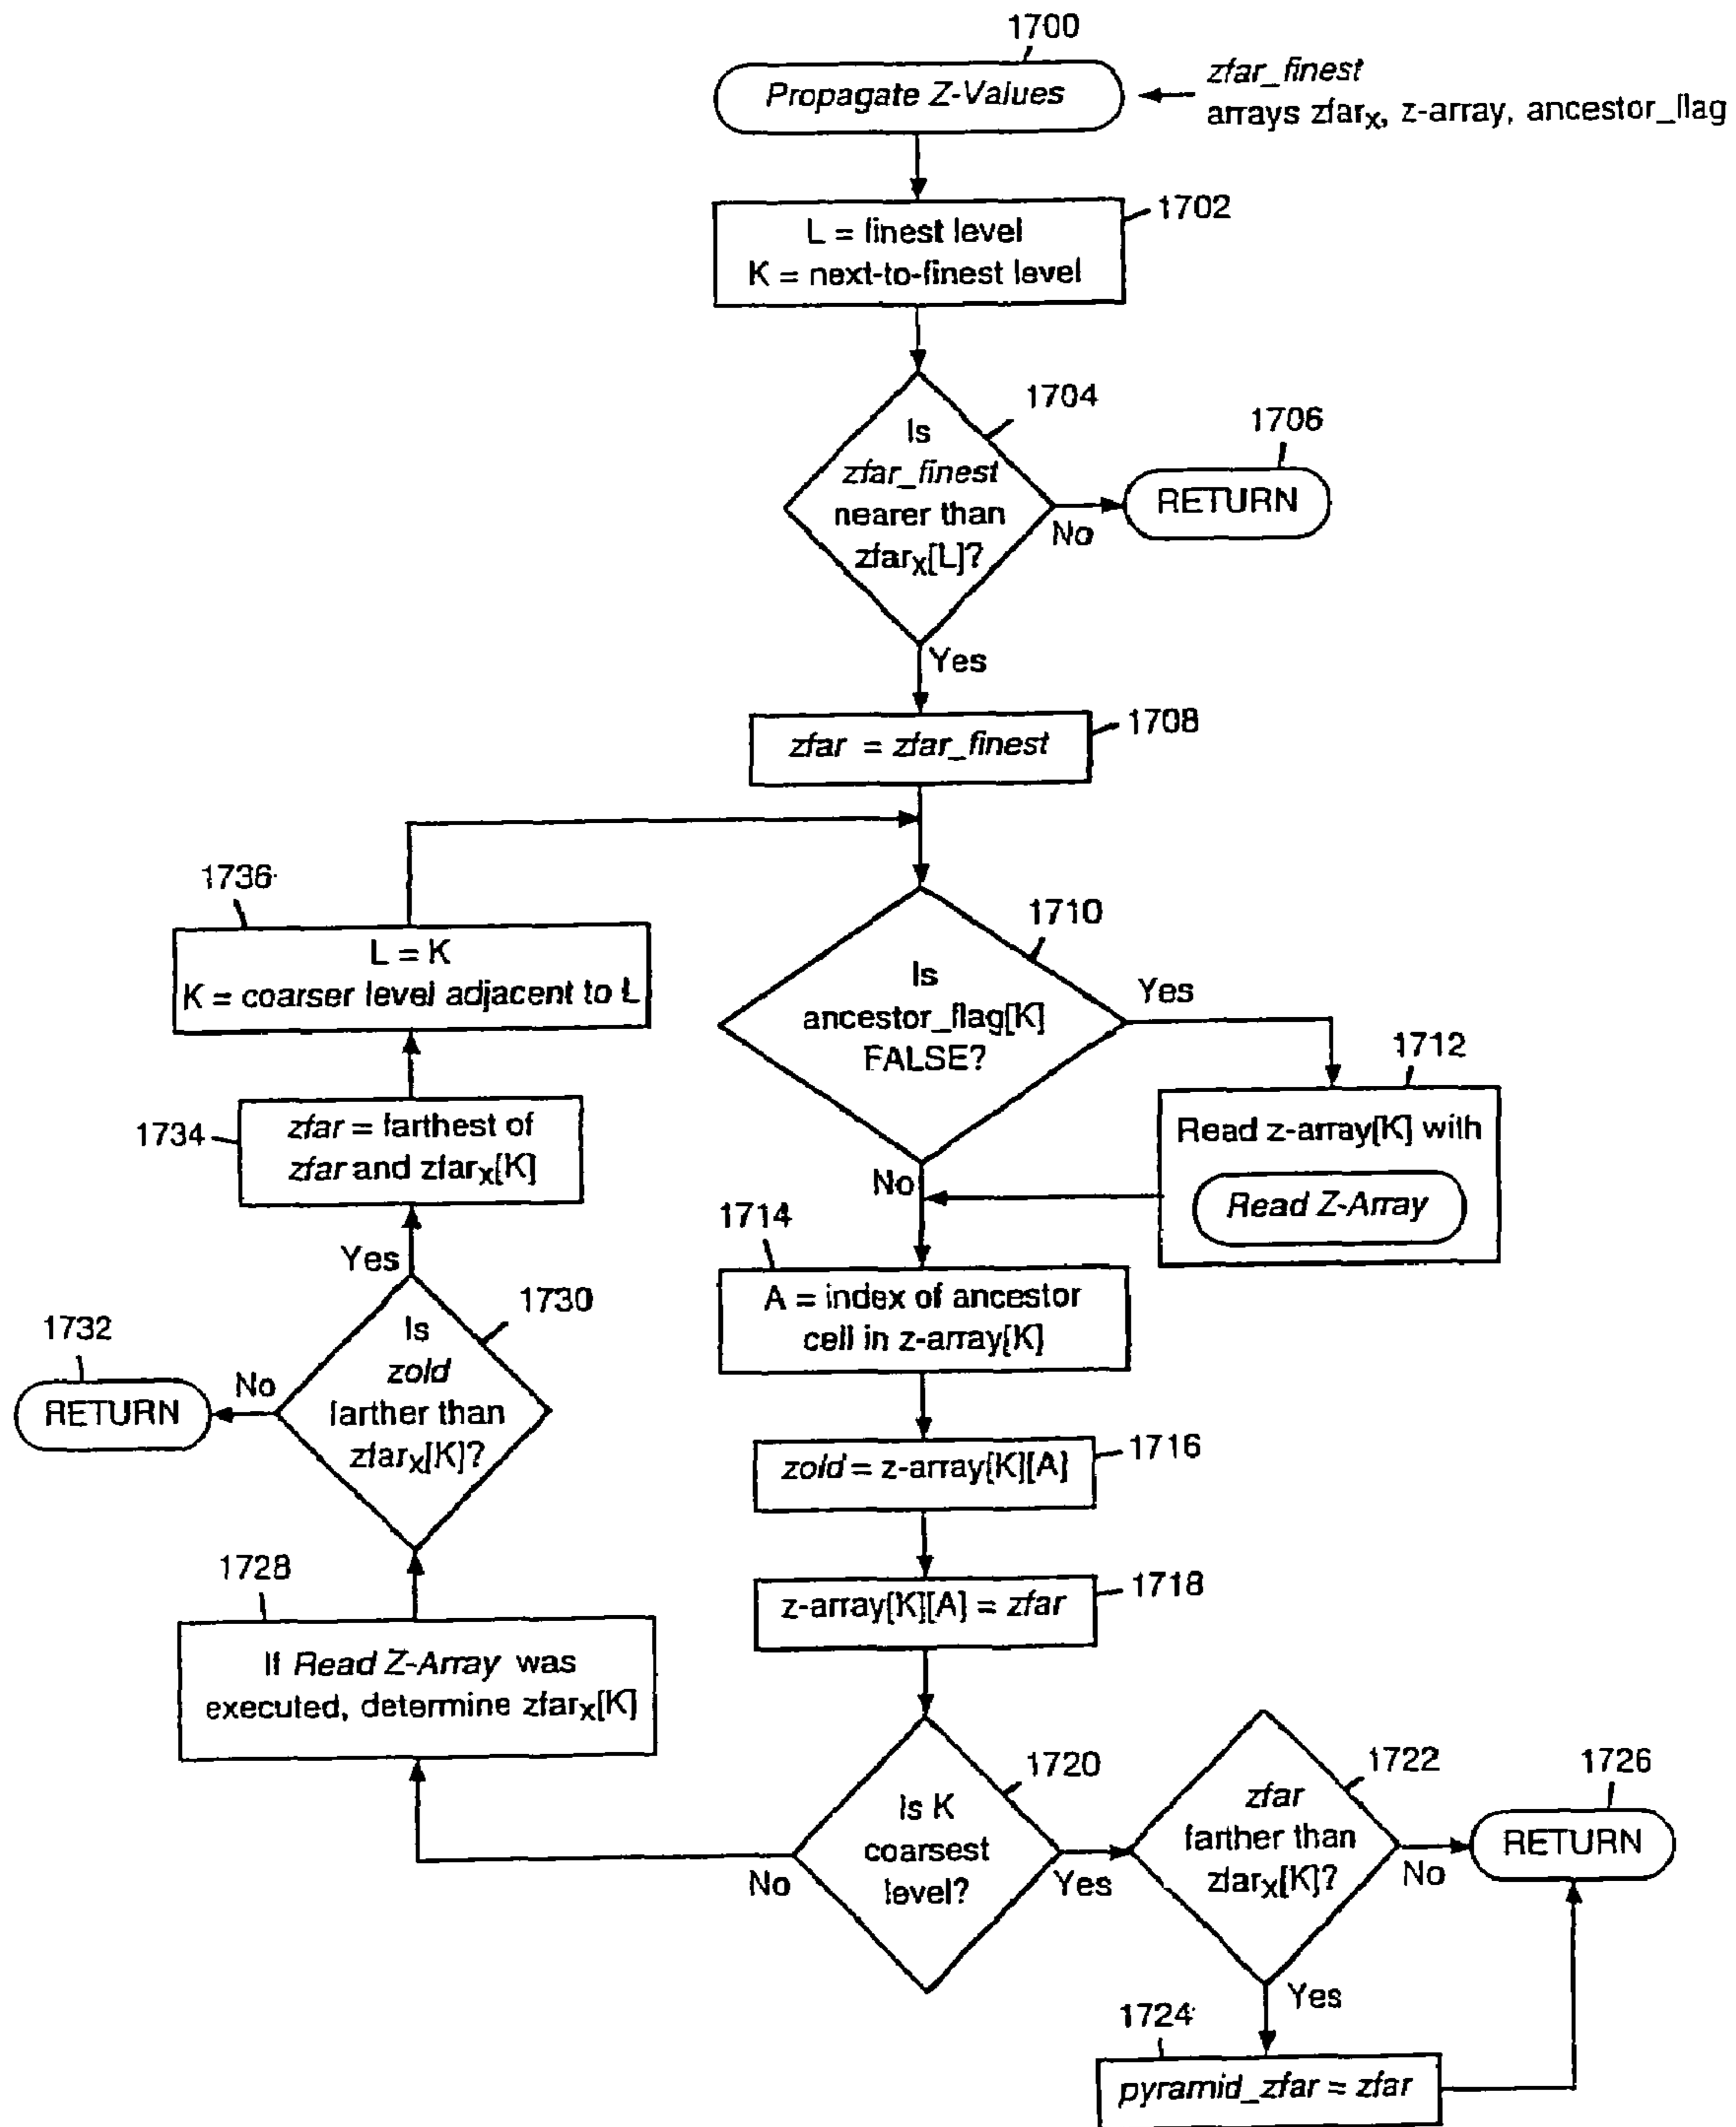 1700
Propagate Z-Values
zfar_finest
arrays zfarx, z-array, ancestor_flag
1702
L = finest level
K = next-to-finest level
1704
Is
zfar_finest
nearer than
zfarx[L]?
1706
RETURN
No
Yes
1708
zfar = zfar_finest
1736
L = K
K = coarser level adjacent to L
1710
Is
ancestor_flag[K]
FALSE?
Yes
1712
Read z-array[K] with
Read Z-Array
No
1734
zfar = farthest of
zfar and zfarx[K]
Yes
1714
A = index of ancestor
cell in z-array[K]
1730
Is
zold
farther than
zfarx[K]?
1732
RETURN
No
1716
zold = z-array[K][A]
1718
z-array[K][A] = zfar
1728
If Read Z-Array was
executed, determine zfarx[K]
1720
Is K
coarsest
level?
No
Yes
1722
zfar
farther than
zfarx[K]?
1726
RETURN
No
Yes
1724
pyramid_zfar = zfar